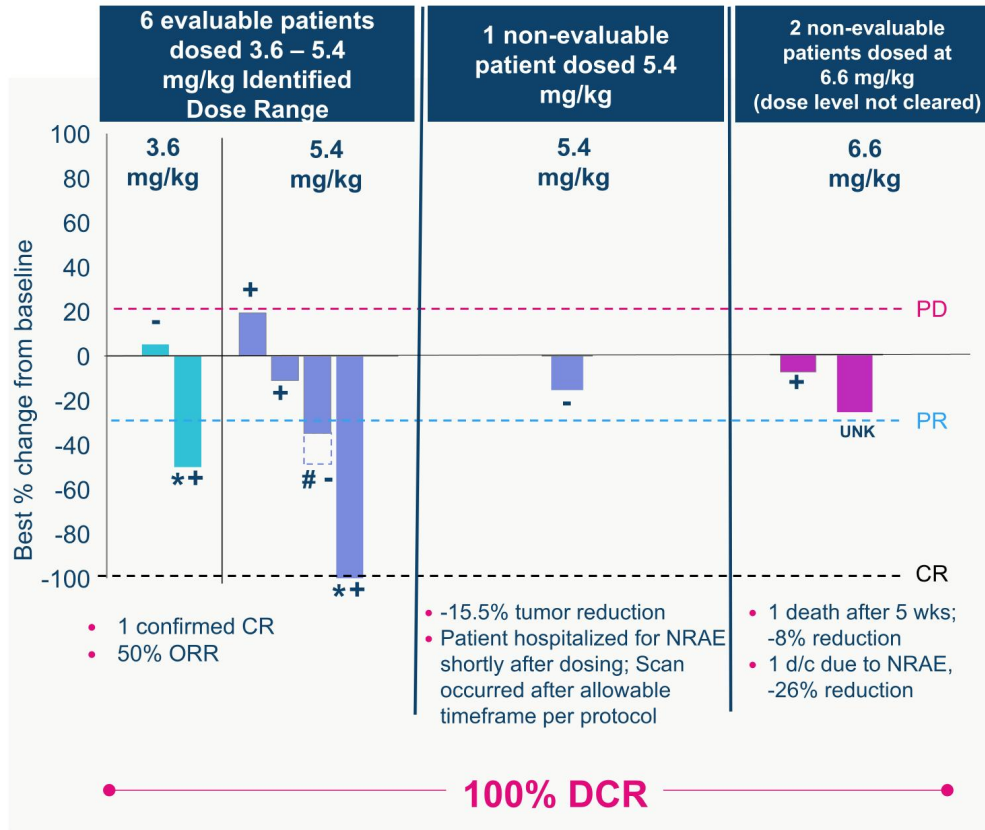 6 evaluable patients
dosed 3.6 – 5.4
mg/kg Identified
Dose Range
1 non-evaluable
patient dosed 5.4
mg/kg
2 non-evaluable
patients dosed at
6.6 mg/kg
(dose level not cleared)
Best % change from baseline
100
80
60
40
20
0
-20
-40
-60
-80
-100
3.6
mg/kg
5.4
mg/kg
5.4
mg/kg
6.6
mg/kg
-
*+
+
+
# -
*+
-
+
UNK
PD
PR
CR
• 1 confirmed CR
• 50% ORR
• -15.5% tumor reduction
• Patient hospitalized for NRAE
shortly after dosing; Scan
occurred after allowable
timeframe per protocol
• 1 death after 5 wks;
-8% reduction
• 1 d/c due to NRAE,
-26% reduction
100% DCR